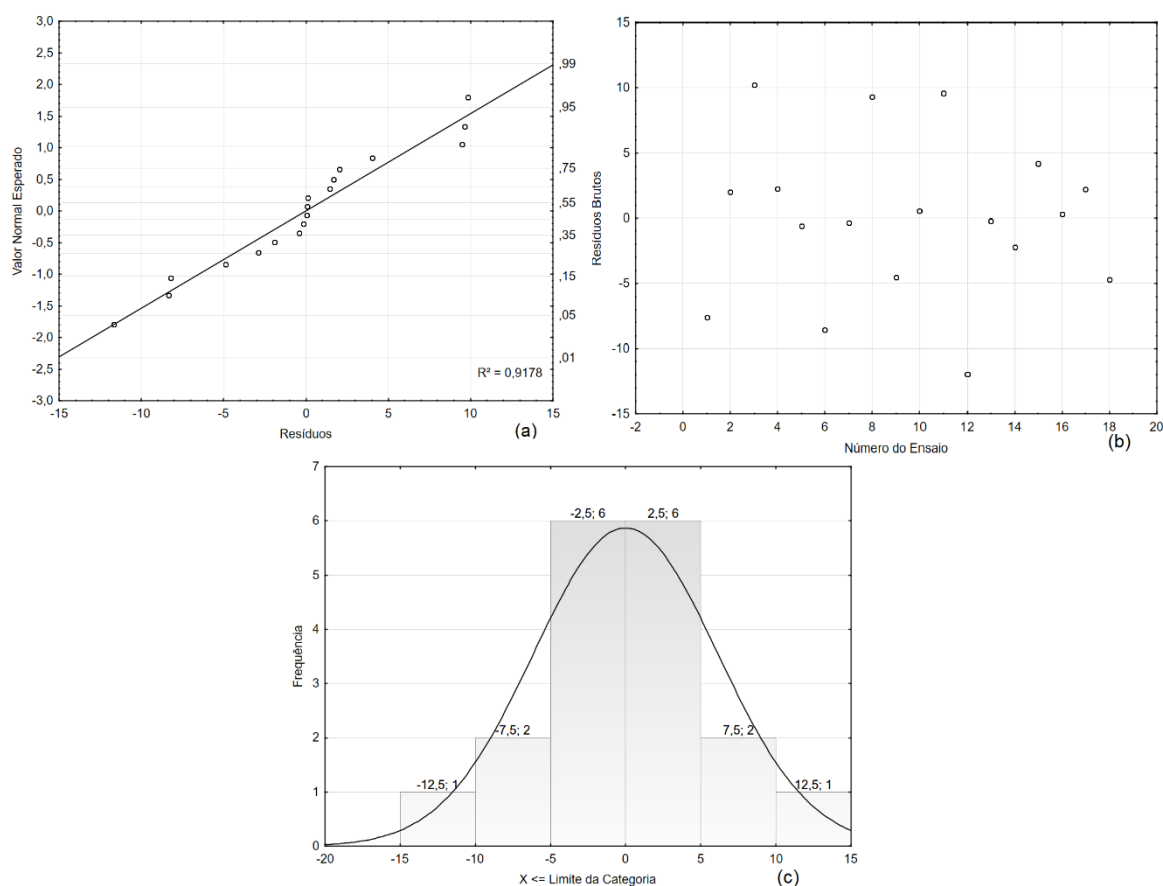 3,0
2,5
2,0
1,5
1,0
0,5
0,0
-0,5
-1,0
-1,5
-2,0
-2,5
-3,0
Valor Normal Esperado
,99
,95
,75
,55
,35
,15
,05
,01
R² = 0,9178
-15 -10 -5 0 5 10 15
Resíduos
(a)
15
10
5
0
-5
-10
-15
Resíduos Brutos
-2 0 2 4 6 8 10 12 14 16 18 20
Número do Ensaio
(b)
7
6
5
4
3
2
1
0
Frequência
-2,5; 6 2,5; 6
-7,5; 2 7,5; 2
-12,5; 1 12,5; 1
-20 -15 -10 -5 0 5 10 15
X <= Limite da Categoria
(c)